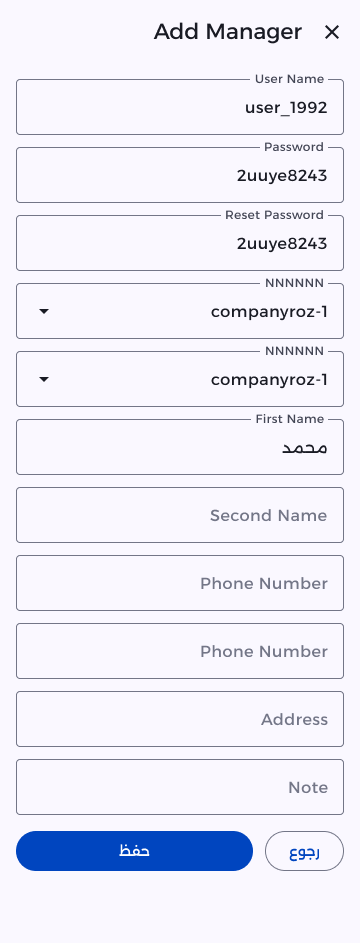 Add Manager
User Name
user_1992
Password
2uuye8243
Reset Password
2uuye8243
NNNNNN
companyroz-1
NNNNNN
companyroz-1
First Name
محمد
Second Name
Phone Number
Phone Number
Address
Note
رجوع
حفظ